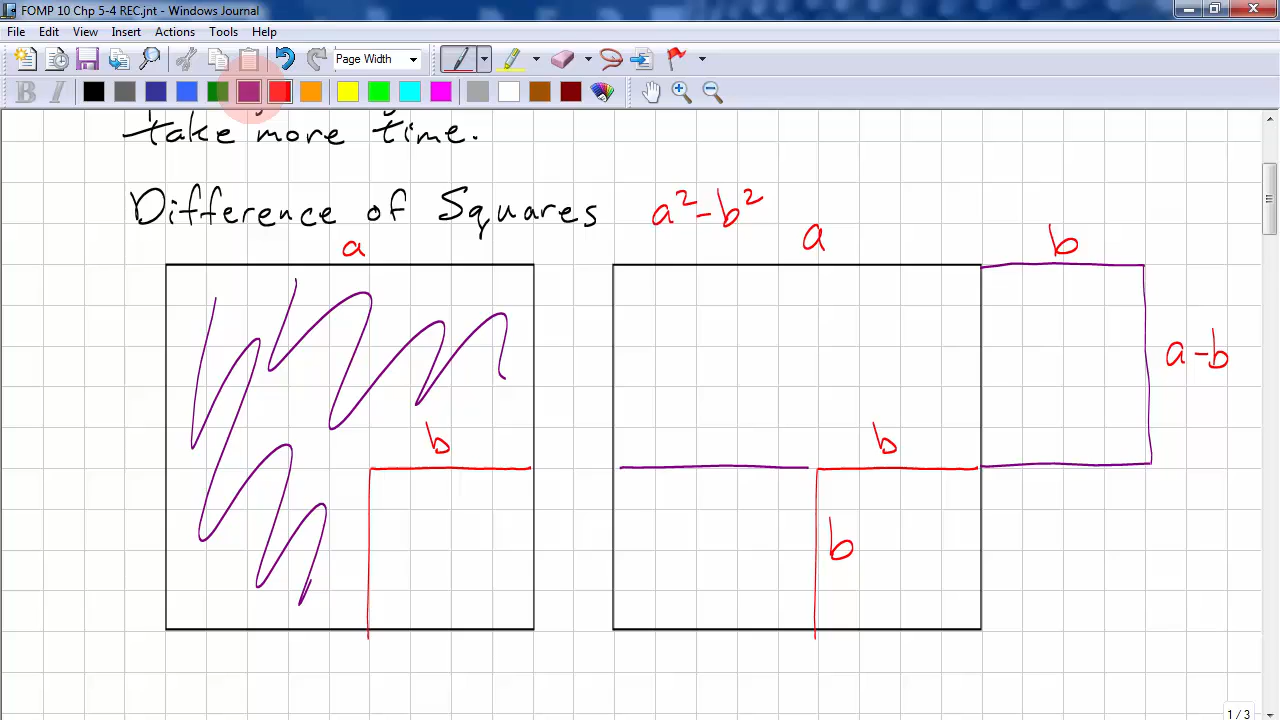 FOMP 10 Chp 5-4 REC.jnt - Windows Journal
File Edit View Insert Actions Tools Help
Page Width
B I
take more time.
Difference of Squares a²-b²
a a b
a-b
b b
b
1 / 3